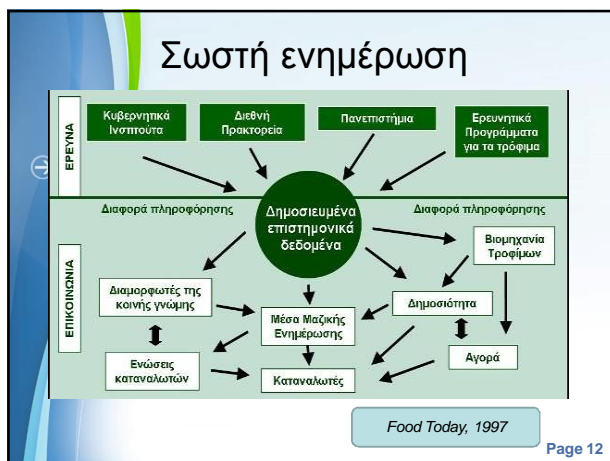 Σωστή ενημέρωση
ΕΡΕΥΝΑ
Κυβερνητικά
Ινστιτούτα
Διεθνή
Πρακτορεία
Πανεπιστήμια
Ερευνητικά
Προγράμματα
για τα τρόφιμα
Διαφορά πληροφόρησης
Δημοσιευμένα
επιστημονικά
δεδομένα
Διαφορά πληροφόρησης
ΕΠΙΚΟΙΝΩΝΙΑ
Βιομηχανία
Τροφίμων
Διαμορφωτές της
κοινής γνώμης
Μέσα Μαζικής
Ενημέρωσης
Δημοσιότητα
Ενώσεις
καταναλωτών
Καταναλωτές
Αγορά
Food Today, 1997
Page 12